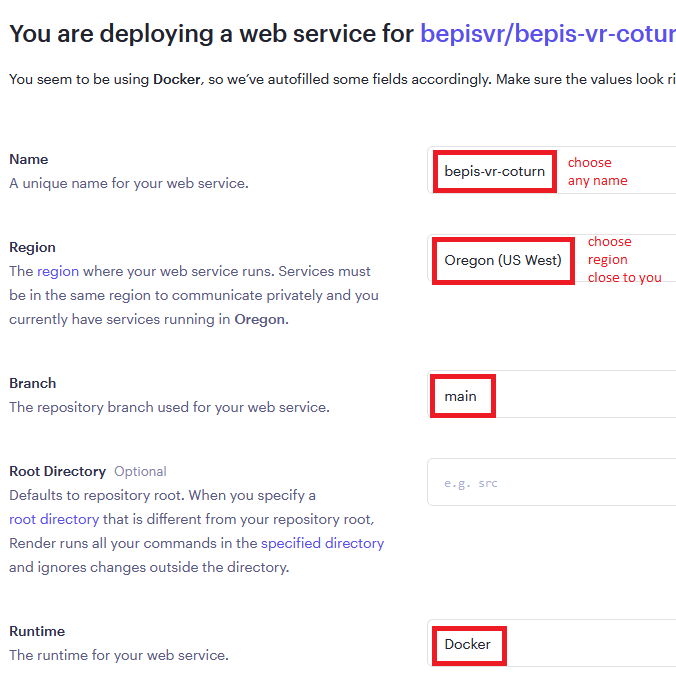 You are deploying a web service for bepisvr/bepis-vr-cotur
You seem to be using Docker, so we've autofilled some fields accordingly. Make sure the values look ri
Name
A unique name for your web service.
bepis-vr-coturn
choose
any name
Region
The region where your web service runs. Services must
be in the same region to communicate privately and you
currently have services running in Oregon.
Oregon (US West)
choose
region
close to you
Branch
The repository branch used for your web service.
main
Root Directory Optional
Defaults to repository root. When you specify a
root directory that is different from your repository root,
Render runs all your commands in the specified directory
and ignores changes outside the directory.
e.g. src
Runtime
The runtime for your web service.
Docker